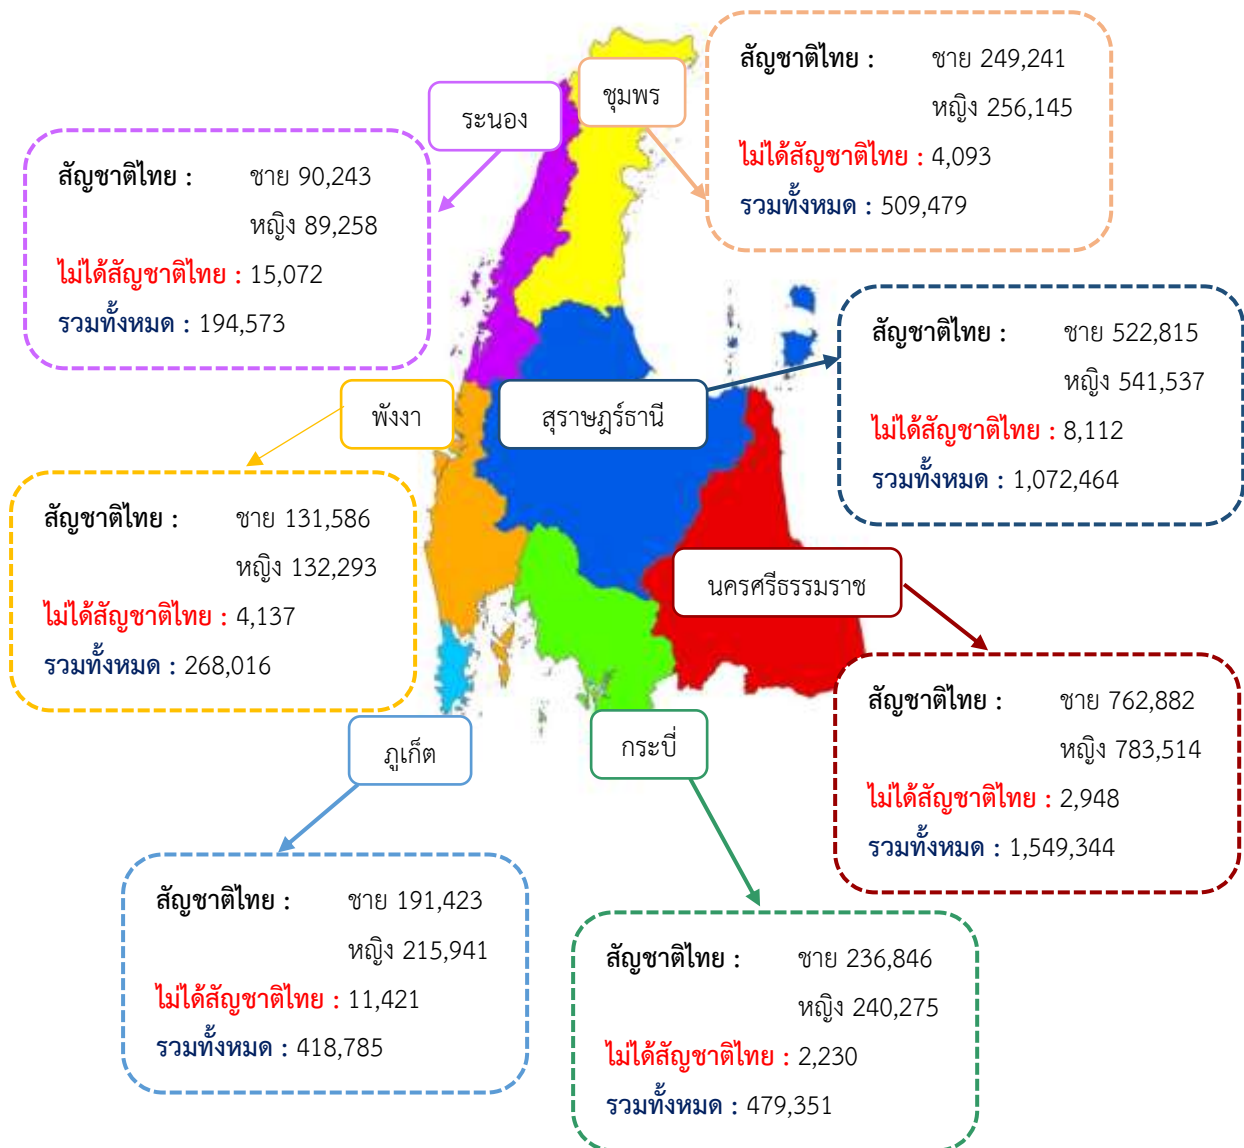 ชุมพร
สัญชาติไทย : ชาย 249,241
หญิง 256,145
ไม่ได้สัญชาติไทย : 4,093
รวมทั้งหมด : 509,479
ระนอง
สัญชาติไทย : ชาย 90,243
หญิง 89,258
ไม่ได้สัญชาติไทย : 15,072
รวมทั้งหมด : 194,573
สุราษฎร์ธานี
สัญชาติไทย : ชาย 522,815
หญิง 541,537
ไม่ได้สัญชาติไทย : 8,112
รวมทั้งหมด : 1,072,464
พังงา
สัญชาติไทย : ชาย 131,586
หญิง 132,293
ไม่ได้สัญชาติไทย : 4,137
รวมทั้งหมด : 268,016
นครศรีธรรมราช
สัญชาติไทย : ชาย 762,882
หญิง 783,514
ไม่ได้สัญชาติไทย : 2,948
รวมทั้งหมด : 1,549,344
ภูเก็ต
สัญชาติไทย : ชาย 191,423
หญิง 215,941
ไม่ได้สัญชาติไทย : 11,421
รวมทั้งหมด : 418,785
กระบี่
สัญชาติไทย : ชาย 236,846
หญิง 240,275
ไม่ได้สัญชาติไทย : 2,230
รวมทั้งหมด : 479,351